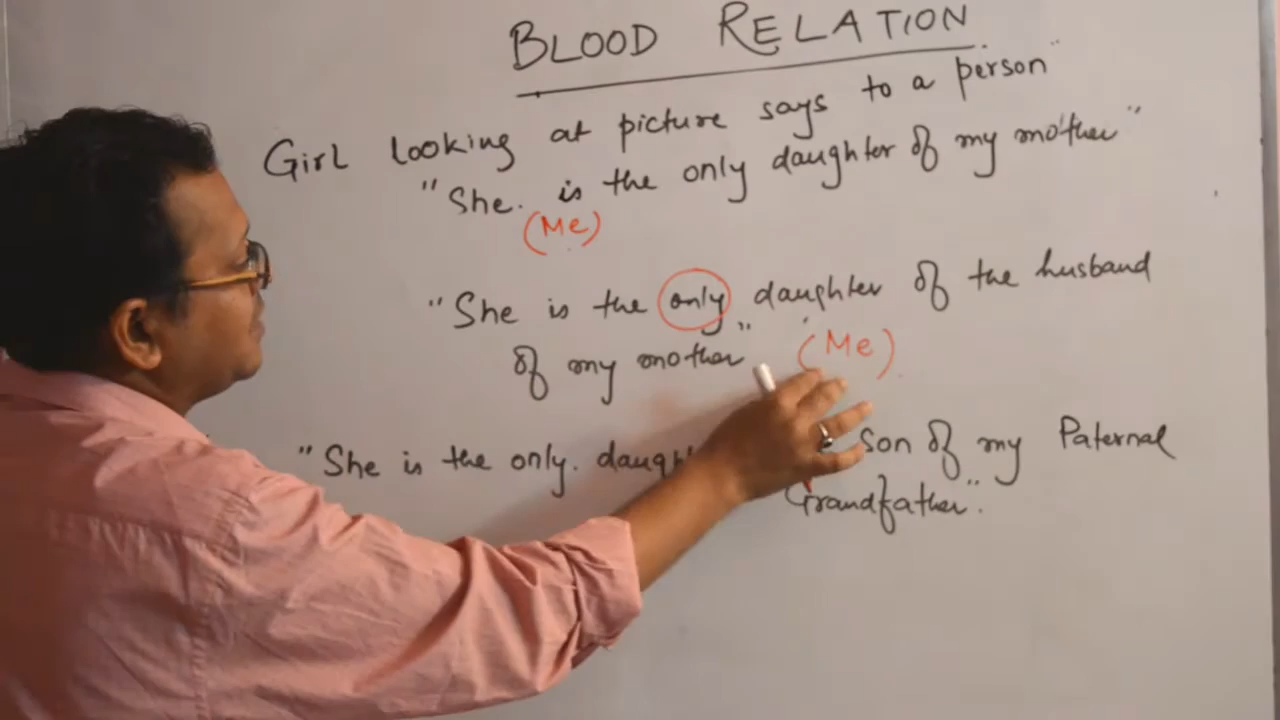 BLOOD RELATION
Girl looking at picture says to a person"
"She. is the only daughter of my mother"
(Me)
"She is the only daughter of the husband
of my mother"
(Me)
"She is the only. daugh son of my Paternal
Grandfather".